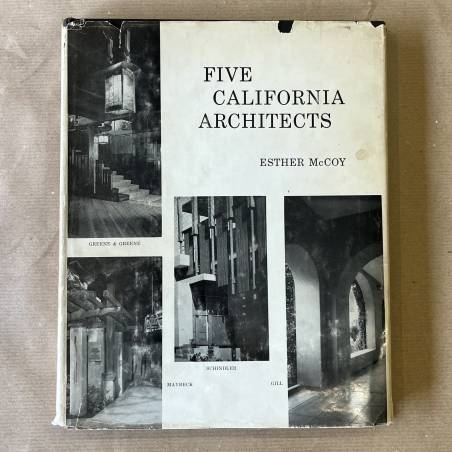 FIVE
CALIFORNIA
ARCHITECTS
ESTHER McCOY
GREENE & GREENE
SCHINDLER
MAYBECK
GILL